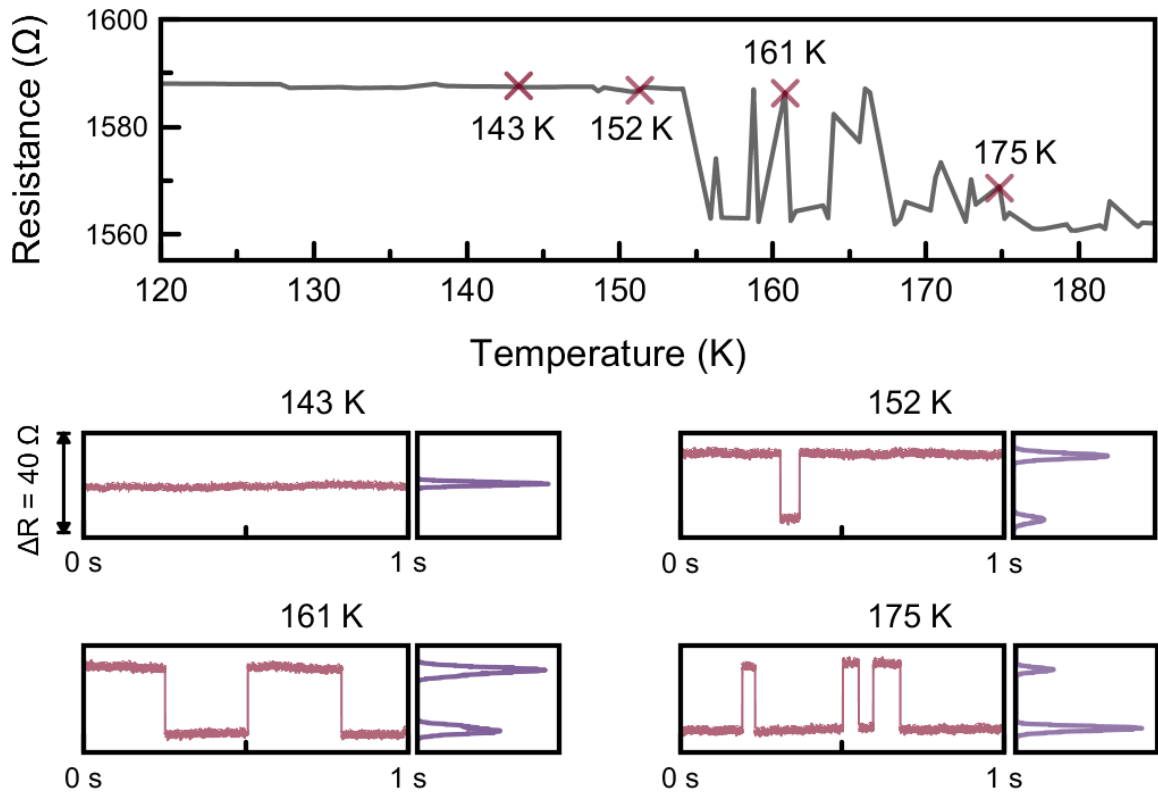 Resistance (Ω)
1600
1580
1560
143 K
152 K
161 K
175 K
120 130 140 150 160 170 180
Temperature (K)
143 K
152 K
ΔR = 40 Ω
0 s 1 s
0 s 1 s
161 K
175 K
0 s 1 s
0 s 1 s